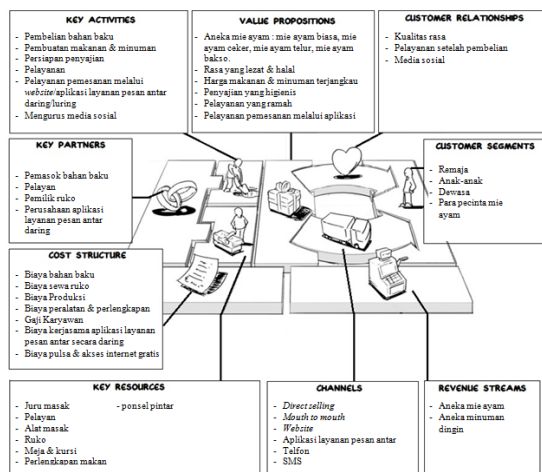 KEY ACTIVITIES
- Pembelian bahan baku
- Pembuatan makanan & minuman
- Persiapan penyajian
- Pelayanan
- Pelayanan pemesanan melalui
website/aplikasi layanan pesan antar
daring/luring
- Mengurus media sosial
VALUE PROPOSITIONS
- Aneka mie ayam : mie ayam biasa, mie
ayam ceker, mie ayam telur, mie ayam
bakso.
- Rasa yang lezat & halal
- Harga makanan & minuman terjangkau
- Penyajian yang higienis
- Pelayanan yang ramah
- Pelayanan pemesanan melalui aplikasi
CUSTOMER RELATIONSHIPS
- Kualitas rasa
- Pelayanan setelah pembelian
- Media sosial
KEY PARTNERS
- Pemasok bahan baku
- Pelayan
- Pemilik ruko
- Perusahaan aplikasi
layanan pesan antar
daring
CUSTOMER SEGMENTS
- Remaja
- Anak-anak
- Dewasa
- Para pecinta mie
ayam
COST STRUCTURE
- Biaya bahan baku
- Biaya sewa ruko
- Biaya Produksi
- Biaya peralatan & perlengkapan
- Gaji Karyawan
- Biaya kerjasama aplikasi layanan
pesan antar secara daring
- Biaya pulsa & akses internet gratis
KEY RESOURCES
- Juru masak - ponsel pintar
- Pelayan
- Alat masak
- Ruko
- Meja & kursi
- Perlengkapan makan
CHANNELS
- Direct selling
- Mouth to mouth
- Website
- Aplikasi layanan pesan antar
- Telfon
- SMS
REVENUE STREAMS
- Aneka mie ayam
- Aneka minuman
dingin